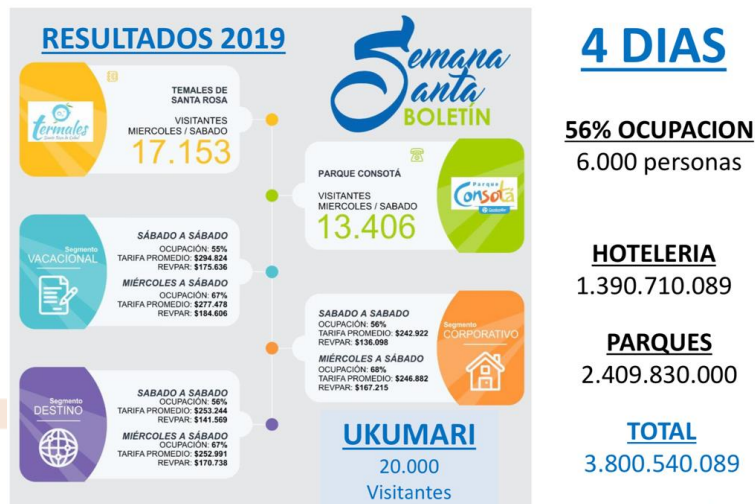 RESULTADOS 2019
Semana
Santa
BOLETÍN
termales
TEMALES DE
SANTA ROSA
VISITANTES
MIERCOLES / SABADO
17.153
PARQUE CONSOTÁ
VISITANTES
MIERCOLES / SABADO
13.406
Parque
Consotá
Segmento
VACACIONAL
SÁBADO A SÁBADO
OCUPACIÓN: 55%
TARIFA PROMEDIO: $294.824
REVPAR: $175.636
MIÉRCOLES A SÁBADO
OCUPACIÓN: 67%
TARIFA PROMEDIO: $277.478
REVPAR: $184.606
SABADO A SABADO
OCUPACIÓN: 56%
TARIFA PROMEDIO: $242.922
REVPAR: $136.098
MIÉRCOLES A SÁBADO
OCUPACIÓN: 68%
TARIFA PROMEDIO: $246.882
REVPAR: $167.215
Segmento
CORPORATIVO
Segmento
DESTINO
SABADO A SABADO
OCUPACIÓN: 56%
TARIFA PROMEDIO: $253.244
REVPAR: $141.569
MIÉRCOLES A SÁBADO
OCUPACIÓN: 67%
TARIFA PROMEDIO: $252.991
REVPAR: $170.738
UKUMARI
20.000
Visitantes
4 DIAS
56% OCUPACION
6.000 personas
HOTELERIA
1.390.710.089
PARQUES
2.409.830.000
TOTAL
3.800.540.089